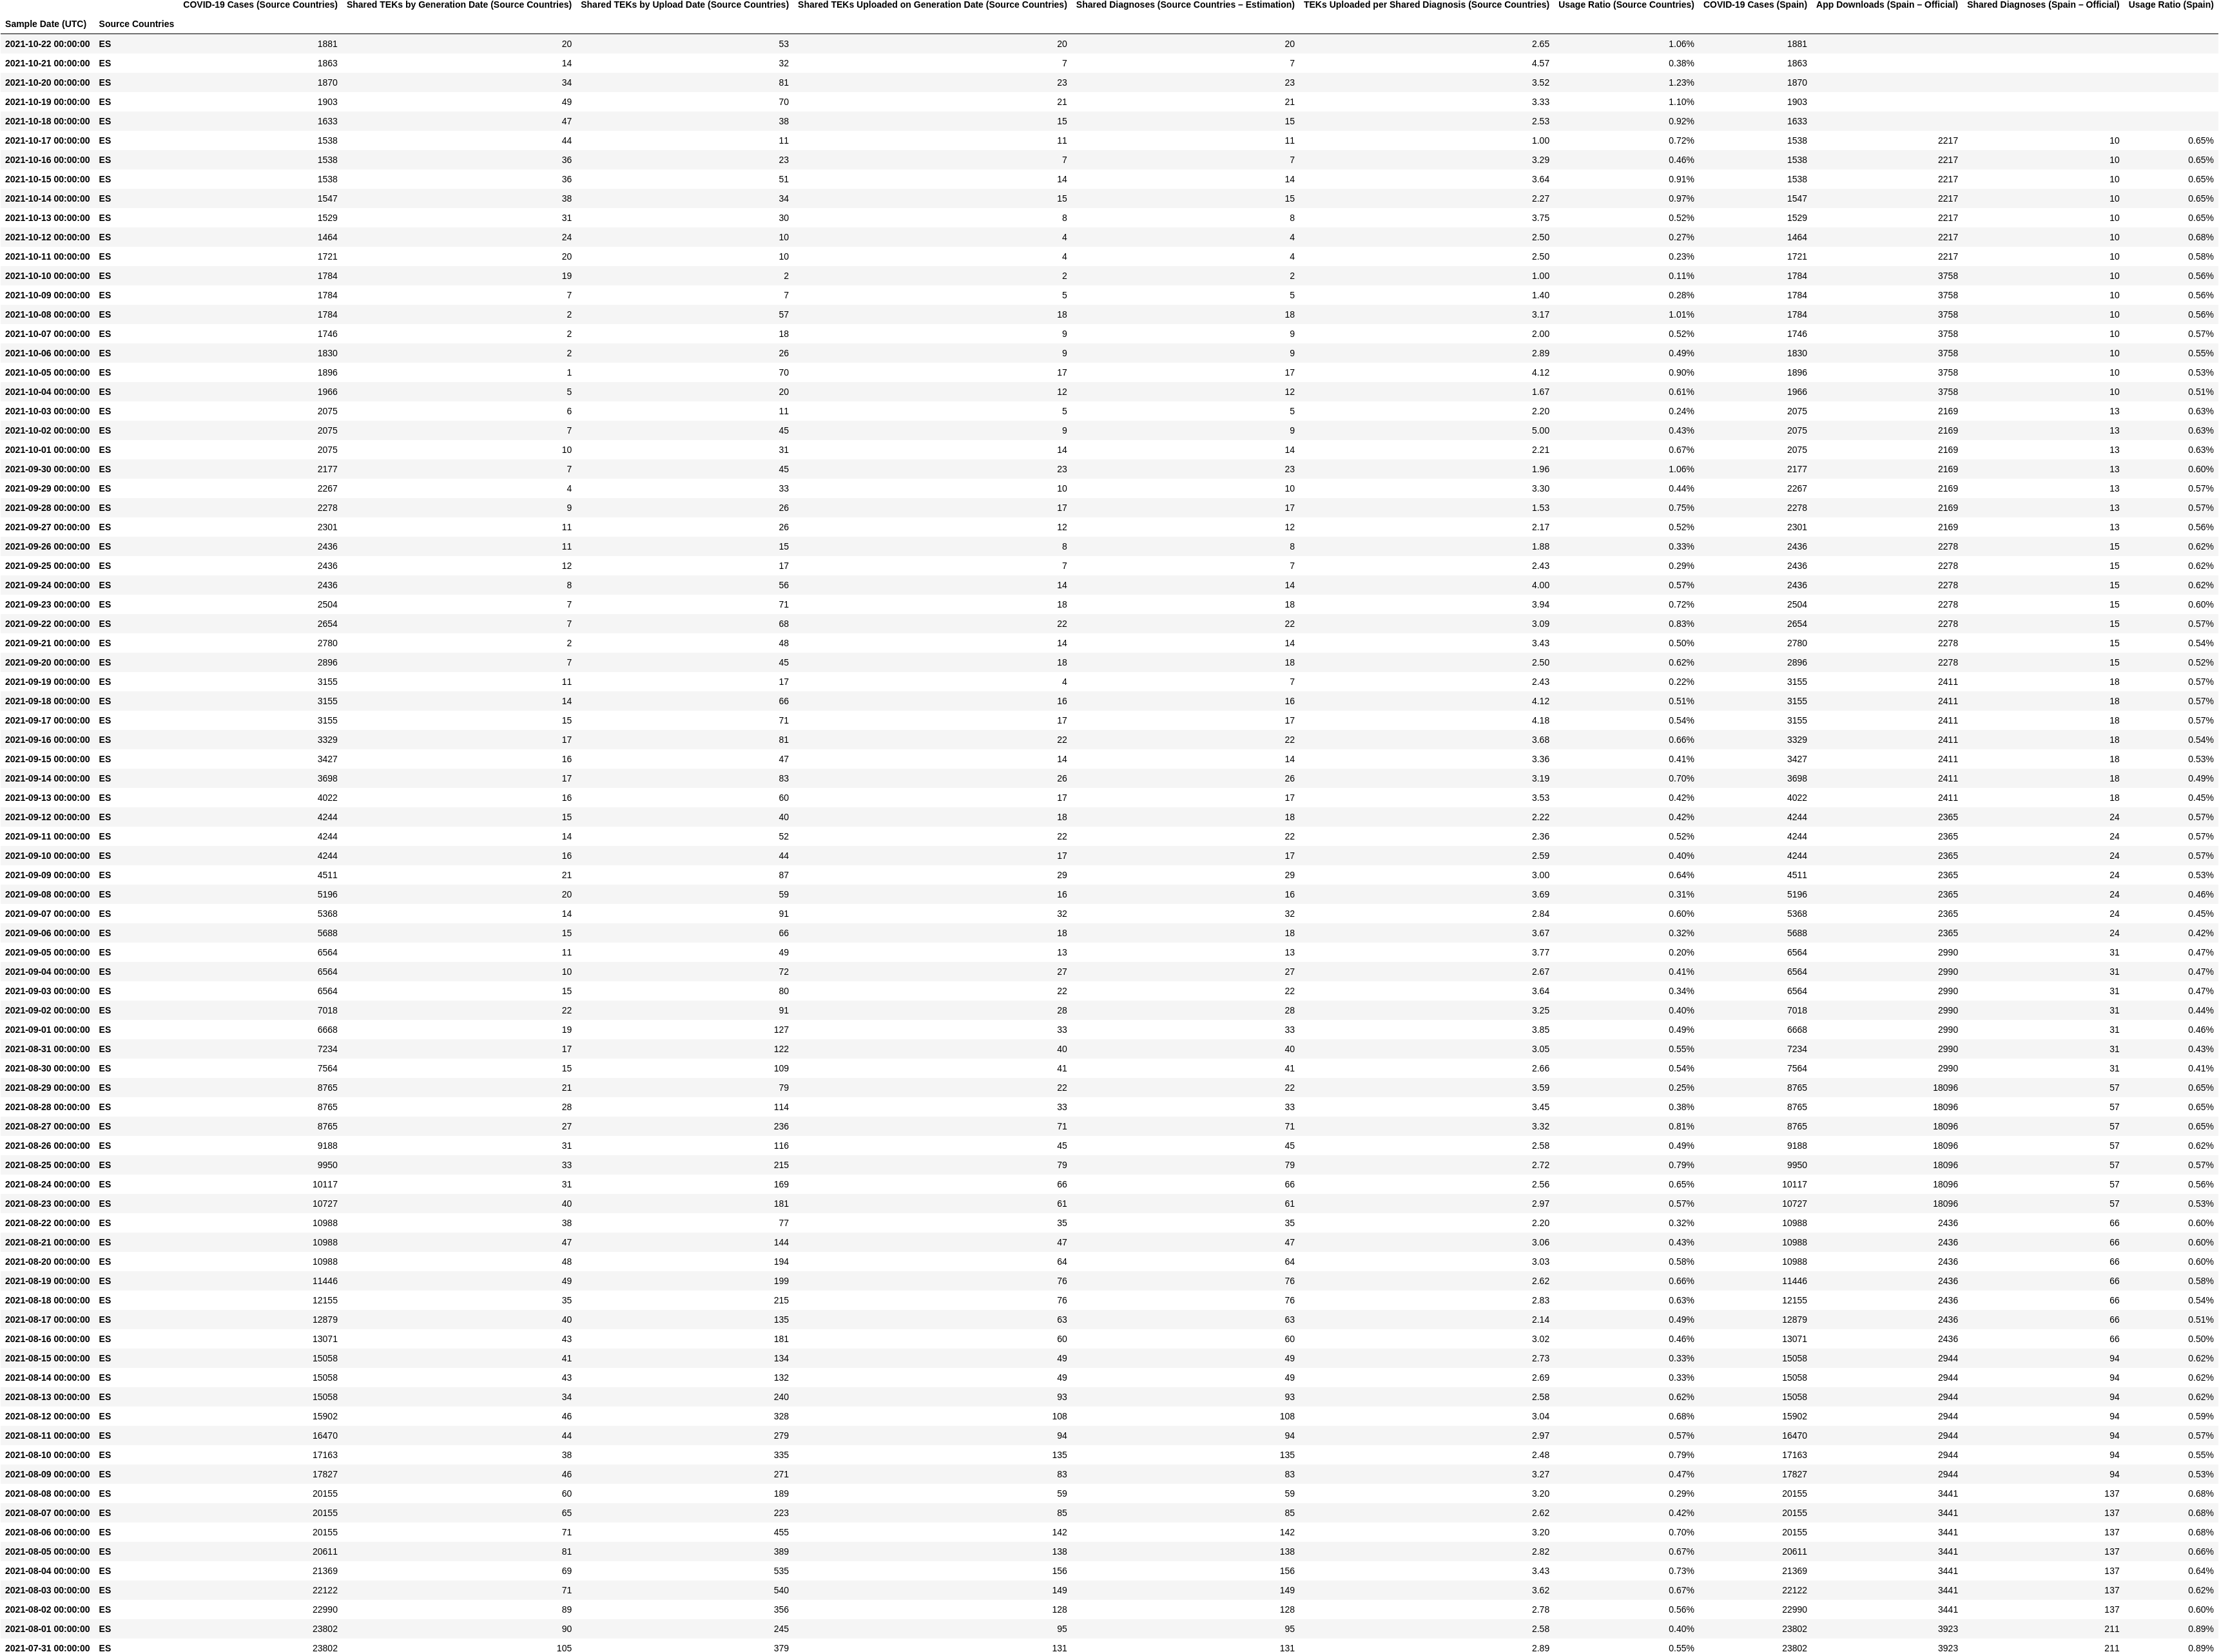 COVID-19 Cases (Source Countries) Shared TEKs by Generation Date (Source Countries) Shared TEKs by Upload Date (Source Countries) Shared TEKs Uploaded on Generation Date (Source Countries) Shared Diagnoses (Source Countries – Estimation) TEKs Uploaded per Shared Diagnosis (Source Countries) Usage Ratio (Source Countries) COVID-19 Cases (Spain) App Downloads (Spain – Official) Shared Diagnoses (Spain – Official) Usage Ratio (Spain)
Sample Date (UTC) Source Countries
2021-10-22 00:00:00 ES 1881 20 53 20 20 2.65 1.06% 1881
2021-10-21 00:00:00 ES 1863 14 32 7 7 4.57 0.38% 1863
2021-10-20 00:00:00 ES 1870 34 81 23 23 3.52 1.23% 1870
2021-10-19 00:00:00 ES 1903 49 70 21 21 3.33 1.10% 1903
2021-10-18 00:00:00 ES 1633 47 38 15 15 2.53 0.92% 1633
2021-10-17 00:00:00 ES 1538 44 11 11 11 1.00 0.72% 1538 2217 10 0.65%
2021-10-16 00:00:00 ES 1538 36 23 7 7 3.29 0.46% 1538 2217 10 0.65%
2021-10-15 00:00:00 ES 1538 36 51 14 14 3.64 0.91% 1538 2217 10 0.65%
2021-10-14 00:00:00 ES 1547 38 34 15 15 2.27 0.97% 1547 2217 10 0.65%
2021-10-13 00:00:00 ES 1529 31 30 8 8 3.75 0.52% 1529 2217 10 0.65%
2021-10-12 00:00:00 ES 1464 24 10 4 4 2.50 0.27% 1464 2217 10 0.68%
2021-10-11 00:00:00 ES 1721 20 10 4 4 2.50 0.23% 1721 2217 10 0.58%
2021-10-10 00:00:00 ES 1784 19 2 2 2 1.00 0.11% 1784 3758 10 0.56%
2021-10-09 00:00:00 ES 1784 7 7 5 5 1.40 0.28% 1784 3758 10 0.56%
2021-10-08 00:00:00 ES 1784 2 57 18 18 3.17 1.01% 1784 3758 10 0.56%
2021-10-07 00:00:00 ES 1746 2 18 9 9 2.00 0.52% 1746 3758 10 0.57%
2021-10-06 00:00:00 ES 1830 2 26 9 9 2.89 0.49% 1830 3758 10 0.55%
2021-10-05 00:00:00 ES 1896 1 70 17 17 4.12 0.90% 1896 3758 10 0.53%
2021-10-04 00:00:00 ES 1966 5 20 12 12 1.67 0.61% 1966 3758 10 0.51%
2021-10-03 00:00:00 ES 2075 6 11 5 5 2.20 0.24% 2075 2169 13 0.63%
2021-10-02 00:00:00 ES 2075 7 45 9 9 5.00 0.43% 2075 2169 13 0.63%
2021-10-01 00:00:00 ES 2075 10 31 14 14 2.21 0.67% 2075 2169 13 0.63%
2021-09-30 00:00:00 ES 2177 7 45 23 23 1.96 1.06% 2177 2169 13 0.60%
2021-09-29 00:00:00 ES 2267 4 33 10 10 3.30 0.44% 2267 2169 13 0.57%
2021-09-28 00:00:00 ES 2278 9 26 17 17 1.53 0.75% 2278 2169 13 0.57%
2021-09-27 00:00:00 ES 2301 11 26 12 12 2.17 0.52% 2301 2169 13 0.56%
2021-09-26 00:00:00 ES 2436 11 15 8 8 1.88 0.33% 2436 2278 15 0.62%
2021-09-25 00:00:00 ES 2436 12 17 7 7 2.43 0.29% 2436 2278 15 0.62%
2021-09-24 00:00:00 ES 2436 8 56 14 14 4.00 0.57% 2436 2278 15 0.62%
2021-09-23 00:00:00 ES 2504 7 71 18 18 3.94 0.72% 2504 2278 15 0.60%
2021-09-22 00:00:00 ES 2654 7 68 22 22 3.09 0.83% 2654 2278 15 0.57%
2021-09-21 00:00:00 ES 2780 2 48 14 14 3.43 0.50% 2780 2278 15 0.54%
2021-09-20 00:00:00 ES 2896 7 45 18 18 2.50 0.62% 2896 2278 15 0.52%
2021-09-19 00:00:00 ES 3155 11 17 4 7 2.43 0.22% 3155 2411 18 0.57%
2021-09-18 00:00:00 ES 3155 14 66 16 16 4.12 0.51% 3155 2411 18 0.57%
2021-09-17 00:00:00 ES 3155 15 71 17 17 4.18 0.54% 3155 2411 18 0.57%
2021-09-16 00:00:00 ES 3329 17 81 22 22 3.68 0.66% 3329 2411 18 0.54%
2021-09-15 00:00:00 ES 3427 16 47 14 14 3.36 0.41% 3427 2411 18 0.53%
2021-09-14 00:00:00 ES 3698 17 83 26 26 3.19 0.70% 3698 2411 18 0.49%
2021-09-13 00:00:00 ES 4022 16 60 17 17 3.53 0.42% 4022 2411 18 0.45%
2021-09-12 00:00:00 ES 4244 15 40 18 18 2.22 0.42% 4244 2365 24 0.57%
2021-09-11 00:00:00 ES 4244 14 52 22 22 2.36 0.52% 4244 2365 24 0.57%
2021-09-10 00:00:00 ES 4244 16 44 17 17 2.59 0.40% 4244 2365 24 0.57%
2021-09-09 00:00:00 ES 4511 21 87 29 29 3.00 0.64% 4511 2365 24 0.53%
2021-09-08 00:00:00 ES 5196 20 59 16 16 3.69 0.31% 5196 2365 24 0.46%
2021-09-07 00:00:00 ES 5368 14 91 32 32 2.84 0.60% 5368 2365 24 0.45%
2021-09-06 00:00:00 ES 5688 15 66 18 18 3.67 0.32% 5688 2365 24 0.42%
2021-09-05 00:00:00 ES 6564 11 49 13 13 3.77 0.20% 6564 2990 31 0.47%
2021-09-04 00:00:00 ES 6564 10 72 27 27 2.67 0.41% 6564 2990 31 0.47%
2021-09-03 00:00:00 ES 6564 15 80 22 22 3.64 0.34% 6564 2990 31 0.47%
2021-09-02 00:00:00 ES 7018 22 91 28 28 3.25 0.40% 7018 2990 31 0.44%
2021-09-01 00:00:00 ES 6668 19 127 33 33 3.85 0.49% 6668 2990 31 0.46%
2021-08-31 00:00:00 ES 7234 17 122 40 40 3.05 0.55% 7234 2990 31 0.43%
2021-08-30 00:00:00 ES 7564 15 109 41 41 2.66 0.54% 7564 2990 31 0.41%
2021-08-29 00:00:00 ES 8765 21 79 22 22 3.59 0.25% 8765 18096 57 0.65%
2021-08-28 00:00:00 ES 8765 28 114 33 33 3.45 0.38% 8765 18096 57 0.65%
2021-08-27 00:00:00 ES 8765 27 236 71 71 3.32 0.81% 8765 18096 57 0.65%
2021-08-26 00:00:00 ES 9188 31 116 45 45 2.58 0.49% 9188 18096 57 0.62%
2021-08-25 00:00:00 ES 9950 33 215 79 79 2.72 0.79% 9950 18096 57 0.57%
2021-08-24 00:00:00 ES 10117 31 169 66 66 2.56 0.65% 10117 18096 57 0.56%
2021-08-23 00:00:00 ES 10727 40 181 61 61 2.97 0.57% 10727 18096 57 0.53%
2021-08-22 00:00:00 ES 10988 38 77 35 35 2.20 0.32% 10988 2436 66 0.60%
2021-08-21 00:00:00 ES 10988 47 144 47 47 3.06 0.43% 10988 2436 66 0.60%
2021-08-20 00:00:00 ES 10988 48 194 64 64 3.03 0.58% 10988 2436 66 0.60%
2021-08-19 00:00:00 ES 11446 49 199 76 76 2.62 0.66% 11446 2436 66 0.58%
2021-08-18 00:00:00 ES 12155 35 215 76 76 2.83 0.63% 12155 2436 66 0.54%
2021-08-17 00:00:00 ES 12879 40 135 63 63 2.14 0.49% 12879 2436 66 0.51%
2021-08-16 00:00:00 ES 13071 43 181 60 60 3.02 0.46% 13071 2436 66 0.50%
2021-08-15 00:00:00 ES 15058 41 134 49 49 2.73 0.33% 15058 2944 94 0.62%
2021-08-14 00:00:00 ES 15058 43 132 49 49 2.69 0.33% 15058 2944 94 0.62%
2021-08-13 00:00:00 ES 15058 34 240 93 93 2.58 0.62% 15058 2944 94 0.62%
2021-08-12 00:00:00 ES 15902 46 328 108 108 3.04 0.68% 15902 2944 94 0.59%
2021-08-11 00:00:00 ES 16470 44 279 94 94 2.97 0.57% 16470 2944 94 0.57%
2021-08-10 00:00:00 ES 17163 38 335 135 135 2.48 0.79% 17163 2944 94 0.55%
2021-08-09 00:00:00 ES 17827 46 271 83 83 3.27 0.47% 17827 2944 94 0.53%
2021-08-08 00:00:00 ES 20155 60 189 59 59 3.20 0.29% 20155 3441 137 0.68%
2021-08-07 00:00:00 ES 20155 65 223 85 85 2.62 0.42% 20155 3441 137 0.68%
2021-08-06 00:00:00 ES 20155 71 455 142 142 3.20 0.70% 20155 3441 137 0.68%
2021-08-05 00:00:00 ES 20611 81 389 138 138 2.82 0.67% 20611 3441 137 0.66%
2021-08-04 00:00:00 ES 21369 69 535 156 156 3.43 0.73% 21369 3441 137 0.64%
2021-08-03 00:00:00 ES 22122 71 540 149 149 3.62 0.67% 22122 3441 137 0.62%
2021-08-02 00:00:00 ES 22990 89 356 128 128 2.78 0.56% 22990 3441 137 0.60%
2021-08-01 00:00:00 ES 23802 90 245 95 95 2.58 0.40% 23802 3923 211 0.89%
2021-07-31 00:00:00 ES 23802 105 379 131 131 2.89 0.55% 23802 3923 211 0.89%